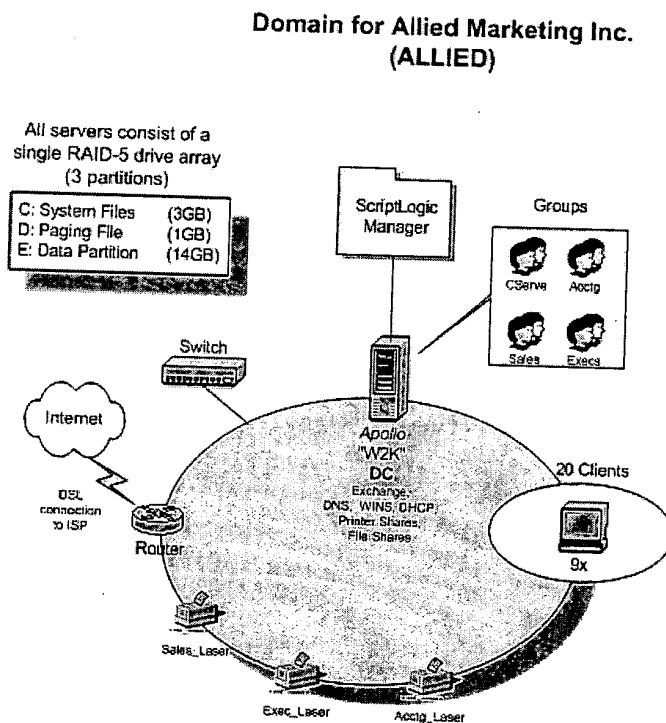 Domain for Allied Marketing Inc.
(ALLIED)
All servers consist of a
single RAID-5 drive array
(3 partitions)
C: System Files (3GB)
D: Paging File (1GB)
E: Data Partition (14GB)
ScriptLogic
Manager
Groups
CServe Acctg
Sales Execs
Switch
Internet
DSL
connection
to ISP
Router
Apollo
"W2K"
DC,
Exchange,
DNS, WINS, DHCP,
Printer Shares,
File Shares
20 Clients
9x
Sales_Laser
Exec_Laser
Acctg_Laser